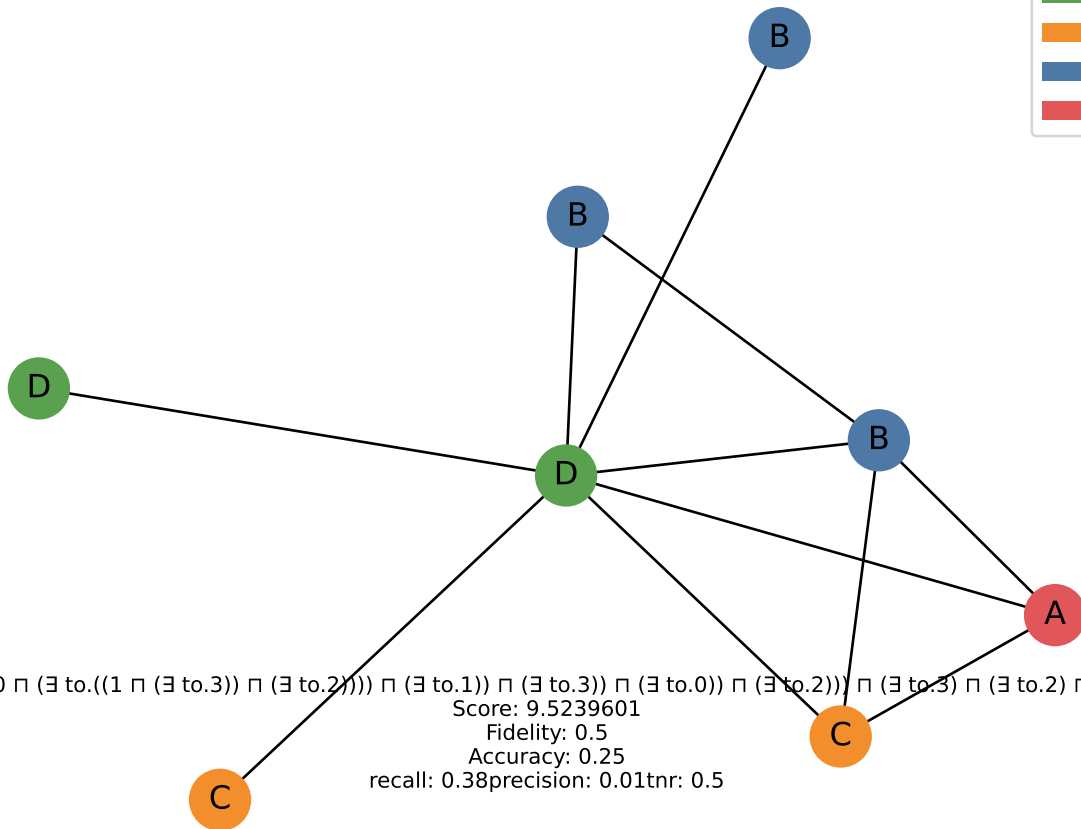 B
B
D
B
D
A
0 ⊓ (∃ to.((1 ⊓ (∃ to.3)) ⊓ (∃ to.2)))) ⊓ (∃ to.1)) ⊓ (∃ to.3)) ⊓ (∃ to.0)) ⊓ (∃ to.2))) ⊓ (∃ to.3) ⊓ (∃ to.2) ⊓
Score: 9.5239601
C
Fidelity: 0.5
Accuracy: 0.25
recall: 0.38precision: 0.01tnr: 0.5
C